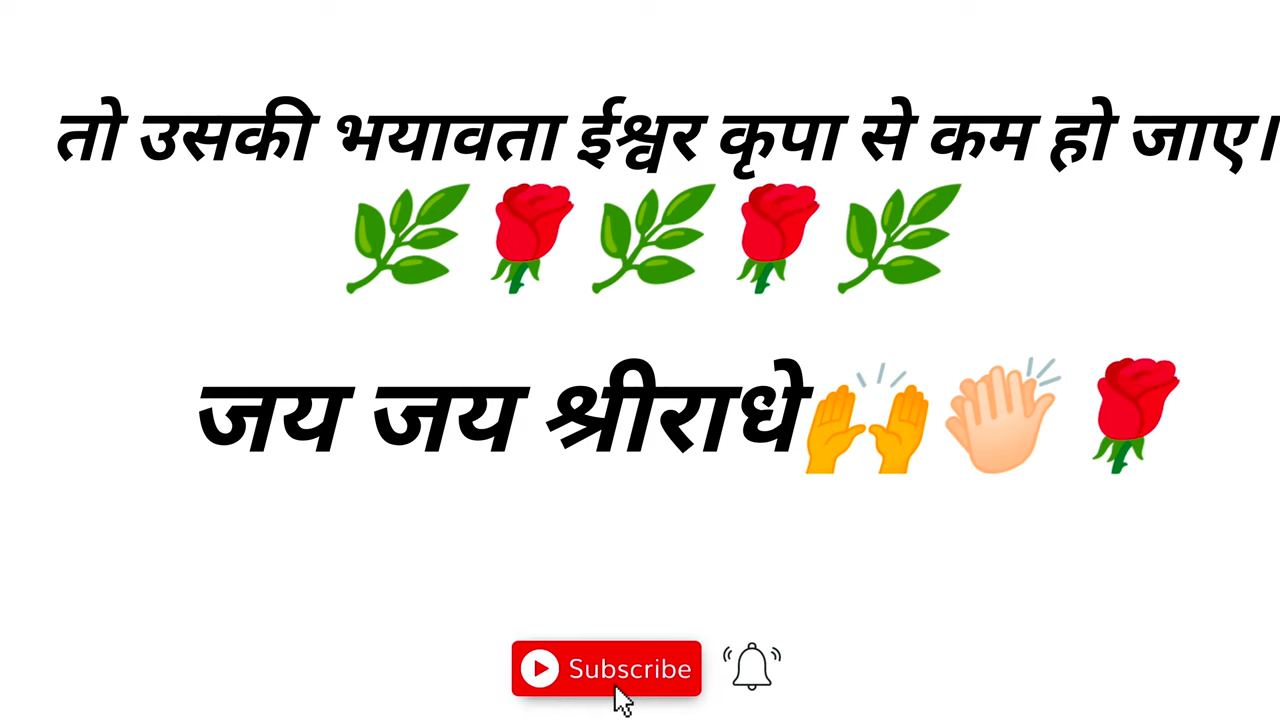 तो उसकी भयावता ईश्वर कृपा से कम हो जाए।
🌿🌹🌿🌹🌿
जय जय श्रीराधे🙌👏🏻🌹
Subscribe